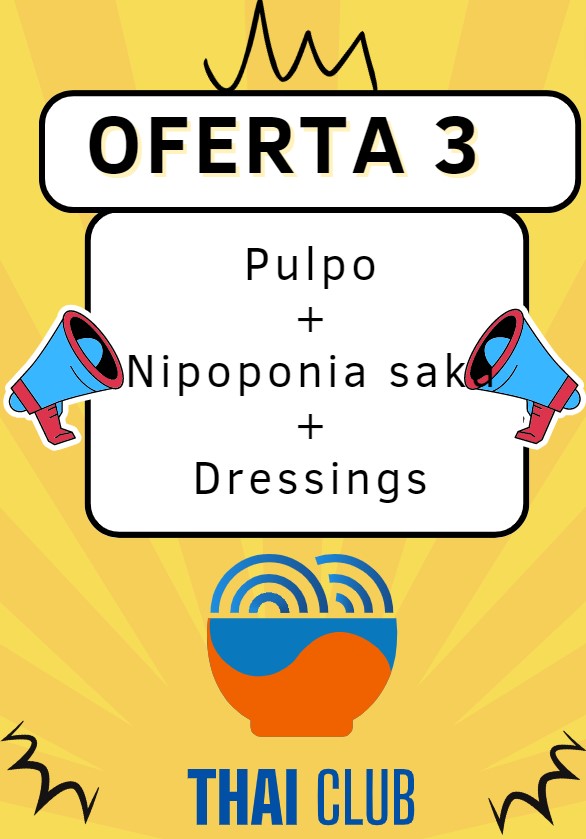 OFERTA 3
Pulpo
+
Nipoponia saka
+
Dressings
THAI CLUB